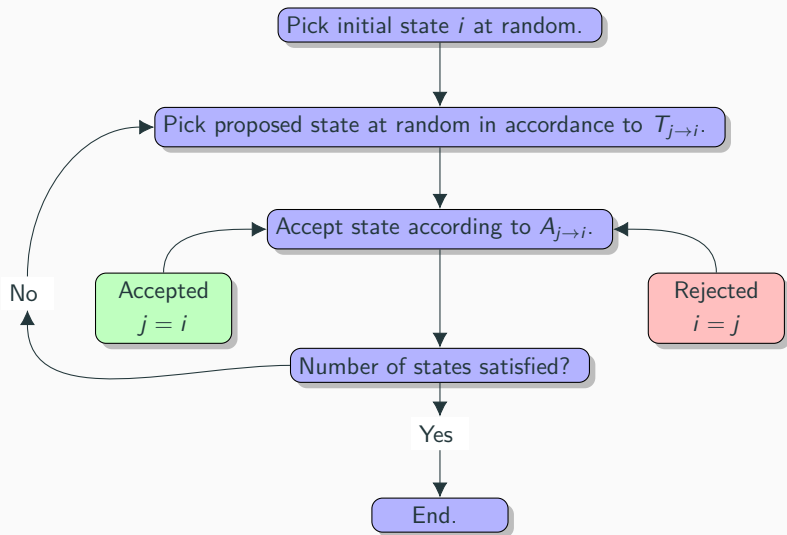 Pick initial state i at random.
Pick proposed state at random in accordance to T_{j→i}.
Accept state according to A_{j→i}.
No
Accepted
j = i
Rejected
i = j
Number of states satisfied?
Yes
End.